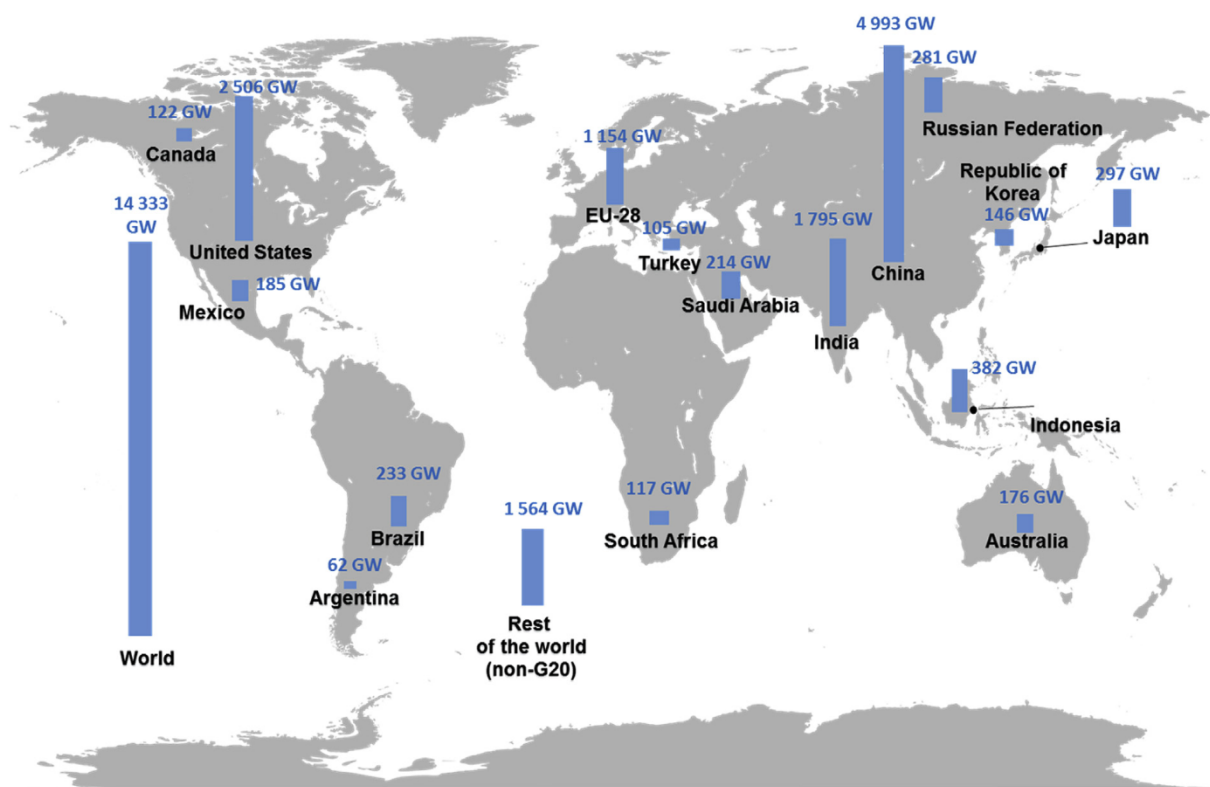 4 993 GW
281 GW
Russian Federation
2 506 GW
122 GW
Canada
1 154 GW
EU-28
Republic of
Korea
146 GW
297 GW
Japan
14 333
GW
World
United States
185 GW
Mexico
105 GW
Turkey
214 GW
Saudi Arabia
1 795 GW
India
China
382 GW
Indonesia
233 GW
Brazil
62 GW
Argentina
1 564 GW
Rest
of the world
(non-G20)
117 GW
South Africa
176 GW
Australia